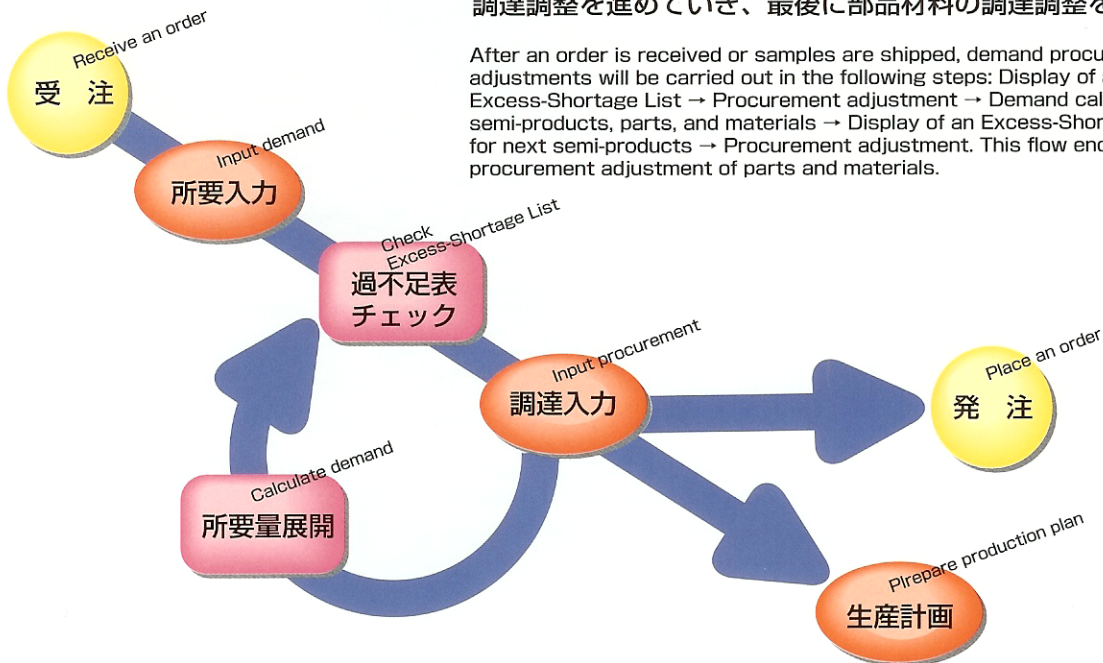 調達調整を進めていき、最後に部品材料の調達調整を
After an order is received or samples are shipped, demand procu
adjustments will be carried out in the following steps: Display of
Excess-Shortage List → Procurement adjustment → Demand cal
semi-products, parts, and materials → Display of an Excess-Shor
for next semi-products → Procurement adjustment. This flow enc
procurement adjustment of parts and materials.
Receive an order
受 注
Input demand
所要入力
Check
Excess-Shortage List
過不足表
チェック
Input procurement
調達入力
Place an order
発 注
Calculate demand
所要量展開
Plrepare production plan
生産計画